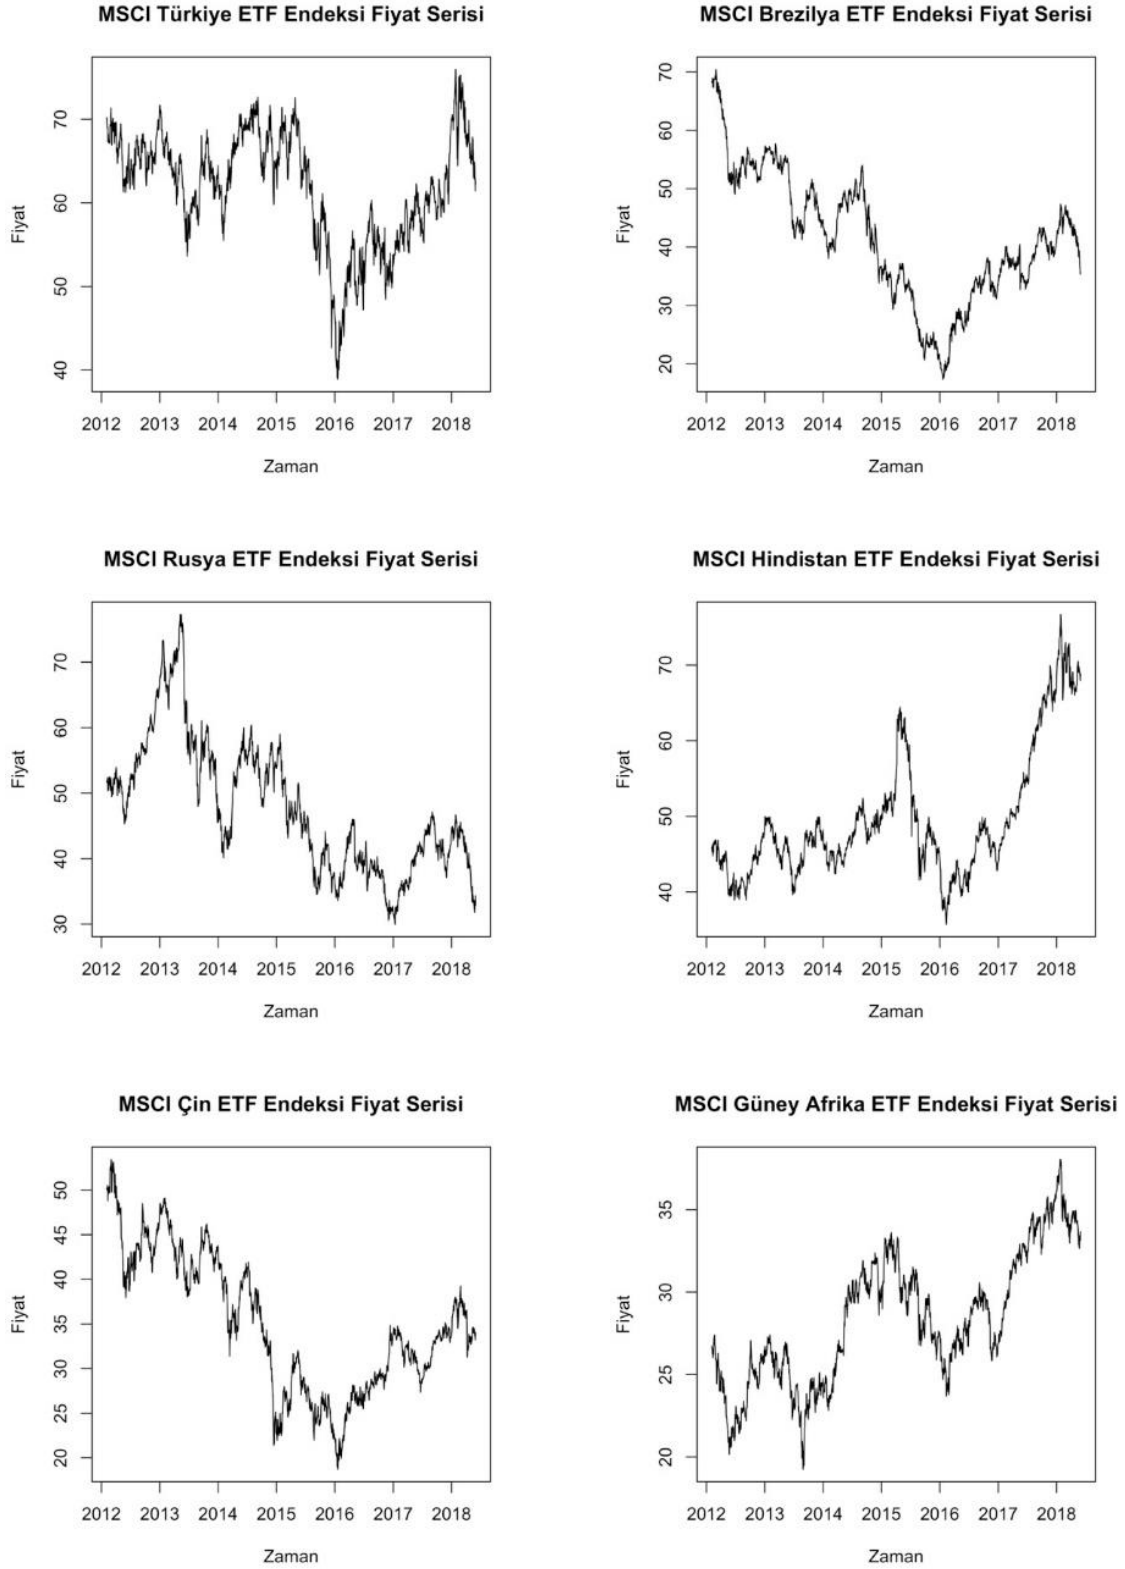 MSCI Türkiye ETF Endeksi Fiyat Serisi
Fiyat
70
60
50
40
2012 2013 2014 2015 2016 2017 2018
Zaman
MSCI Brezilya ETF Endeksi Fiyat Serisi
Fiyat
70
60
50
40
30
20
2012 2013 2014 2015 2016 2017 2018
Zaman
MSCI Rusya ETF Endeksi Fiyat Serisi
Fiyat
70
60
50
40
30
2012 2013 2014 2015 2016 2017 2018
Zaman
MSCI Hindistan ETF Endeksi Fiyat Serisi
Fiyat
70
60
50
40
2012 2013 2014 2015 2016 2017 2018
Zaman
MSCI Çin ETF Endeksi Fiyat Serisi
Fiyat
50
45
40
35
30
25
20
2012 2013 2014 2015 2016 2017 2018
Zaman
MSCI Güney Afrika ETF Endeksi Fiyat Serisi
Fiyat
35
30
25
20
2012 2013 2014 2015 2016 2017 2018
Zaman